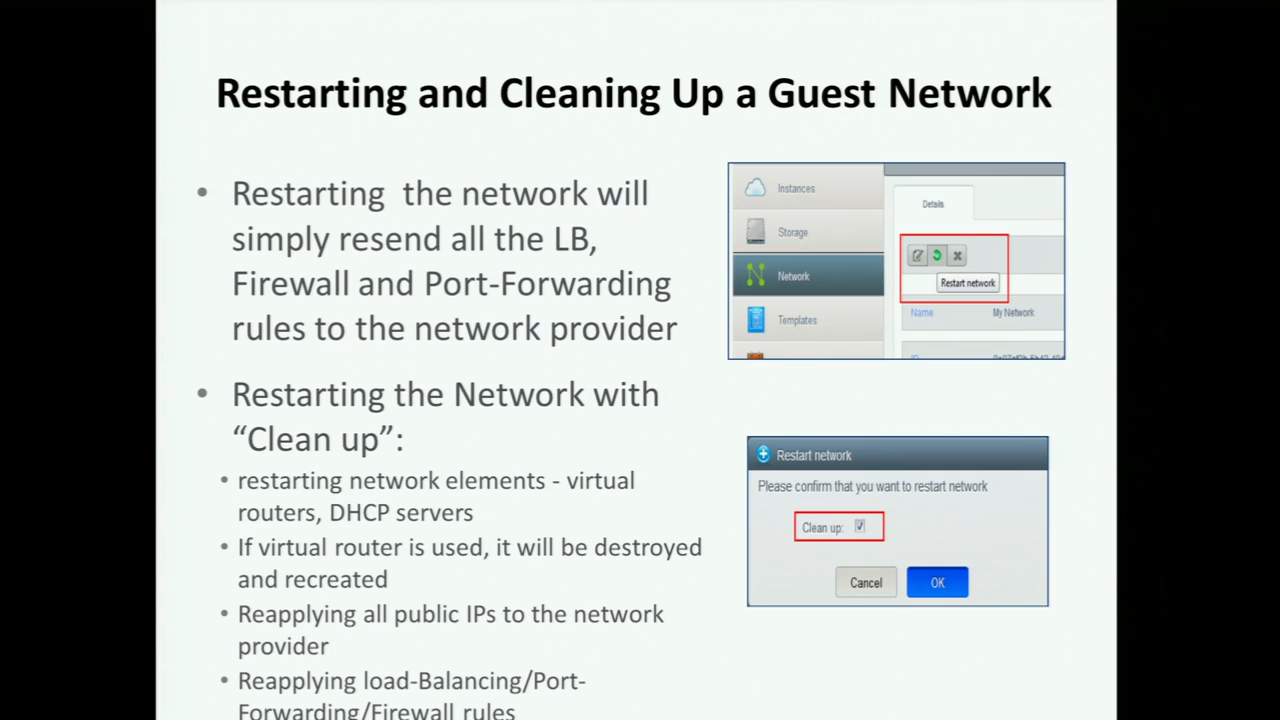 Restarting and Cleaning Up a Guest Network
• Restarting the network will
simply resend all the LB,
Firewall and Port-Forwarding
rules to the network provider
• Restarting the Network with
“Clean up”:
• restarting network elements - virtual
routers, DHCP servers
• If virtual router is used, it will be destroyed
and recreated
• Reapplying all public IPs to the network
provider
• Reapplying load-Balancing/Port-
Forwarding/Firewall rules
Instances
Storage
Network
Templates
Details
Restart network
Name My Network
Restart network
Please confirm that you want to restart network
Clean up:
Cancel OK